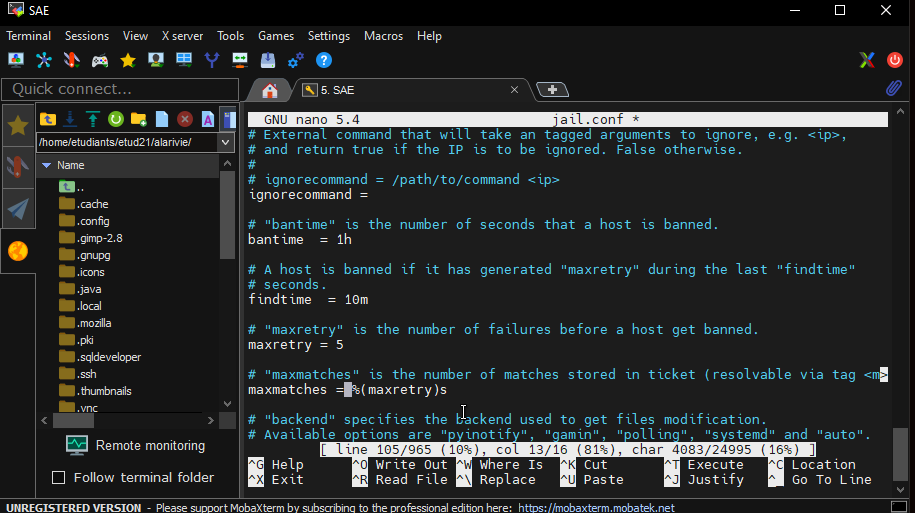 SAE
Terminal Sessions View X server Tools Games Settings Macros Help
Quick connect...
5. SAE
/home/etudiants/etud21/alarivie/
Name
..
.cache
.config
.gimp-2.8
.gnupg
.icons
.java
.local
.mozilla
.pki
.sqldeveloper
.ssh
.thumbnails
.vnc
Remote monitoring
Follow terminal folder
GNU nano 5.4 jail.conf *
# External command that will take an tagged arguments to ignore, e.g. <ip>,
# and return true if the IP is to be ignored. False otherwise.
#
# ignorecommand = /path/to/command <ip>
ignorecommand =
# "bantime" is the number of seconds that a host is banned.
bantime  = 1h
# A host is banned if it has generated "maxretry" during the last "findtime"
# seconds.
findtime  = 10m
# "maxretry" is the number of failures before a host get banned.
maxretry = 5
# "maxmatches" is the number of matches stored in ticket (resolvable via tag <m>
maxmatches = %(maxretry)s
# "backend" specifies the backend used to get files modification.
# Available options are "pyinotify", "gamin", "polling", "systemd" and "auto".
[ line 105/965 (10%), col 13/16 (81%), char 4083/24995 (16%) ]
^G Help ^O Write Out ^W Where Is ^K Cut ^T Execute ^C Location
^X Exit ^R Read File ^\ Replace ^U Paste ^J Justify ^_ Go To Line
UNREGISTERED VERSION - Please support MobaXterm by subscribing to the professional edition here: https://mobaxterm.mobatek.net